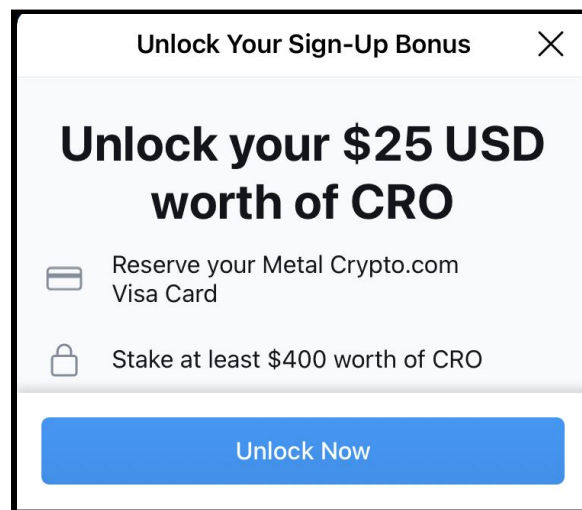 Unlock Your Sign-Up Bonus
Unlock your $25 USD
worth of CRO
Reserve your Metal Crypto.com
Visa Card
Stake at least $400 worth of CRO
Unlock Now